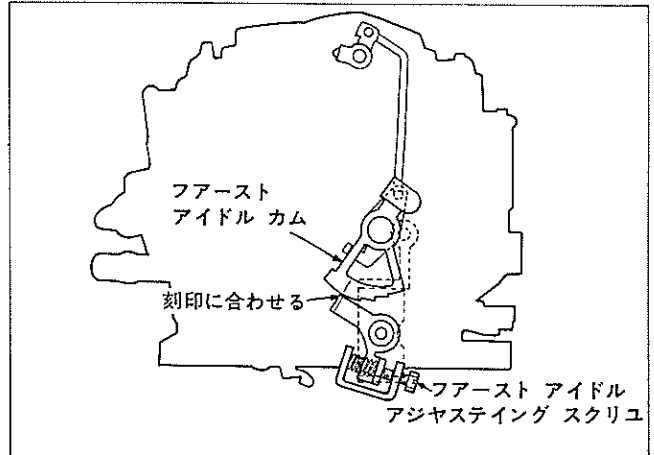 フアースト
アイドル カム
刻印に合わせる
フアースト アイドル
アジヤステイング スクリユ